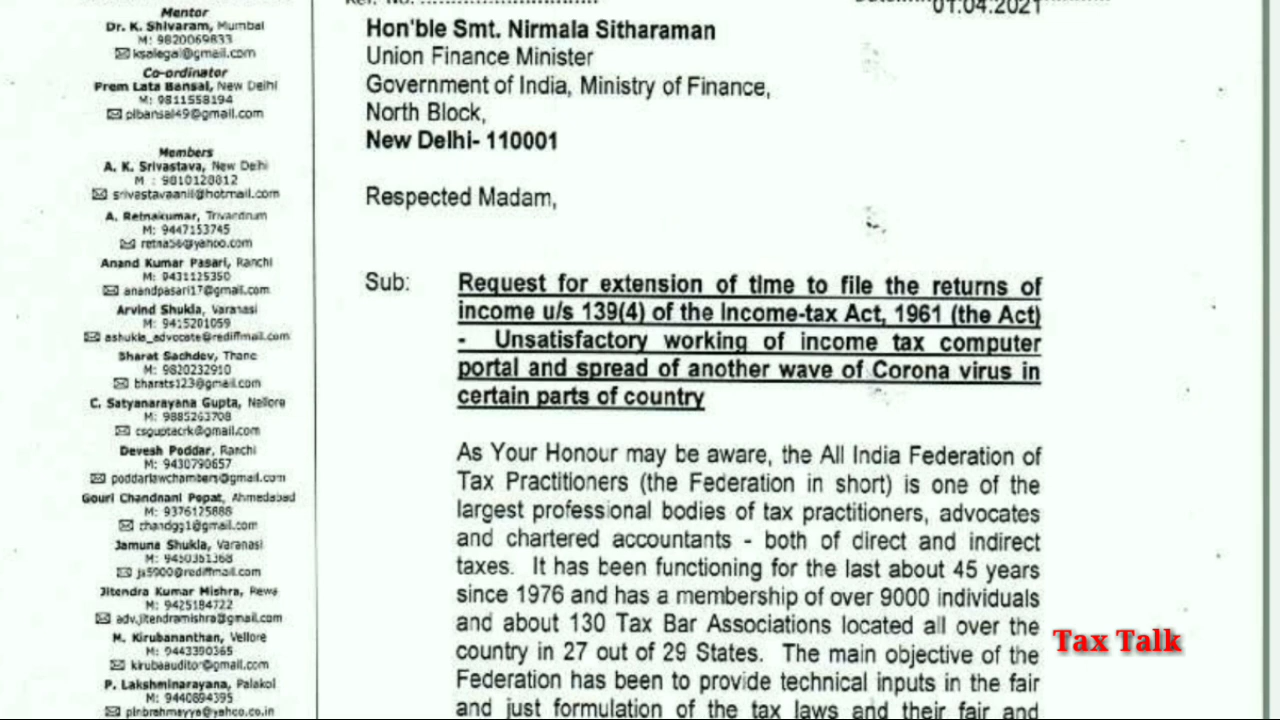 Mentor
Dr. K. Shivaram, Mumbai
M: 9820069833
ksalegal@gmail.com
Co-ordinator
Prem Lata Bansal, New Delhi
M: 9811558194
plbansal49@gmail.com
Members
A. K. Srivastava, New Delhi
M : 9810128812
srivastavaanil@hotmail.com
A. Retnakumar, Trivandrum
M: 9447153745
retna56@yahoo.com
Anand Kumar Pasari, Ranchi
M: 9431125350
anandpasari17@gmail.com
Arvind Shukla, Varanasi
M: 9415201059
ashukla_advocate@rediffmail.com
Bharat Sachdev, Thane
M: 9820232910
bharats123@gmail.com
C. Satyanarayana Gupta, Nellore
M: 9885263708
csguptacrk@gmail.com
Devesh Poddar, Ranchi
M: 9430790657
poddarlawchambers@gmail.com
Gouri Chandnani Popat, Ahmedabad
M: 9376125888
chandgg1@gmail.com
Jamuna Shukla, Varanasi
M: 9450361368
js5900@rediffmail.com
Jitendra Kumar Mishra, Rewa
M: 9425184722
adv.jitendramishra@gmail.com
M. Kirubananthan, Vellore
M: 9443390365
kirubaauditor@gmail.com
P. Lakshminarayana, Palakol
M: 9440694395
plnbrahmayya@yahoo.co.in
01.04.2021
Hon'ble Smt. Nirmala Sitharaman
Union Finance Minister
Government of India, Ministry of Finance,
North Block,
New Delhi- 110001
Respected Madam,
Sub: Request for extension of time to file the returns of
income u/s 139(4) of the Income-tax Act, 1961 (the Act)
- Unsatisfactory working of income tax computer
portal and spread of another wave of Corona virus in
certain parts of country
As Your Honour may be aware, the All India Federation of
Tax Practitioners (the Federation in short) is one of the
largest professional bodies of tax practitioners, advocates
and chartered accountants - both of direct and indirect
taxes. It has been functioning for the last about 45 years
since 1976 and has a membership of over 9000 individuals
and about 130 Tax Bar Associations located all over the
country in 27 out of 29 States. The main objective of the
Federation has been to provide technical inputs in the fair
and just formulation of the tax laws and their fair and
Tax Talk